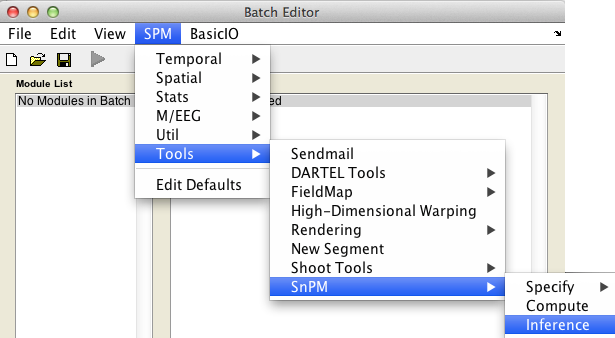 Batch Editor
File Edit View SPM BasicIO
Module List
No Modules in Batch
ed
Temporal
Spatial
Stats
M/EEG
Util
Tools
Edit Defaults
Sendmail
DARTEL Tools
FieldMap
High-Dimensional Warping
Rendering
New Segment
Shoot Tools
SnPM
Specify
Compute
Inference